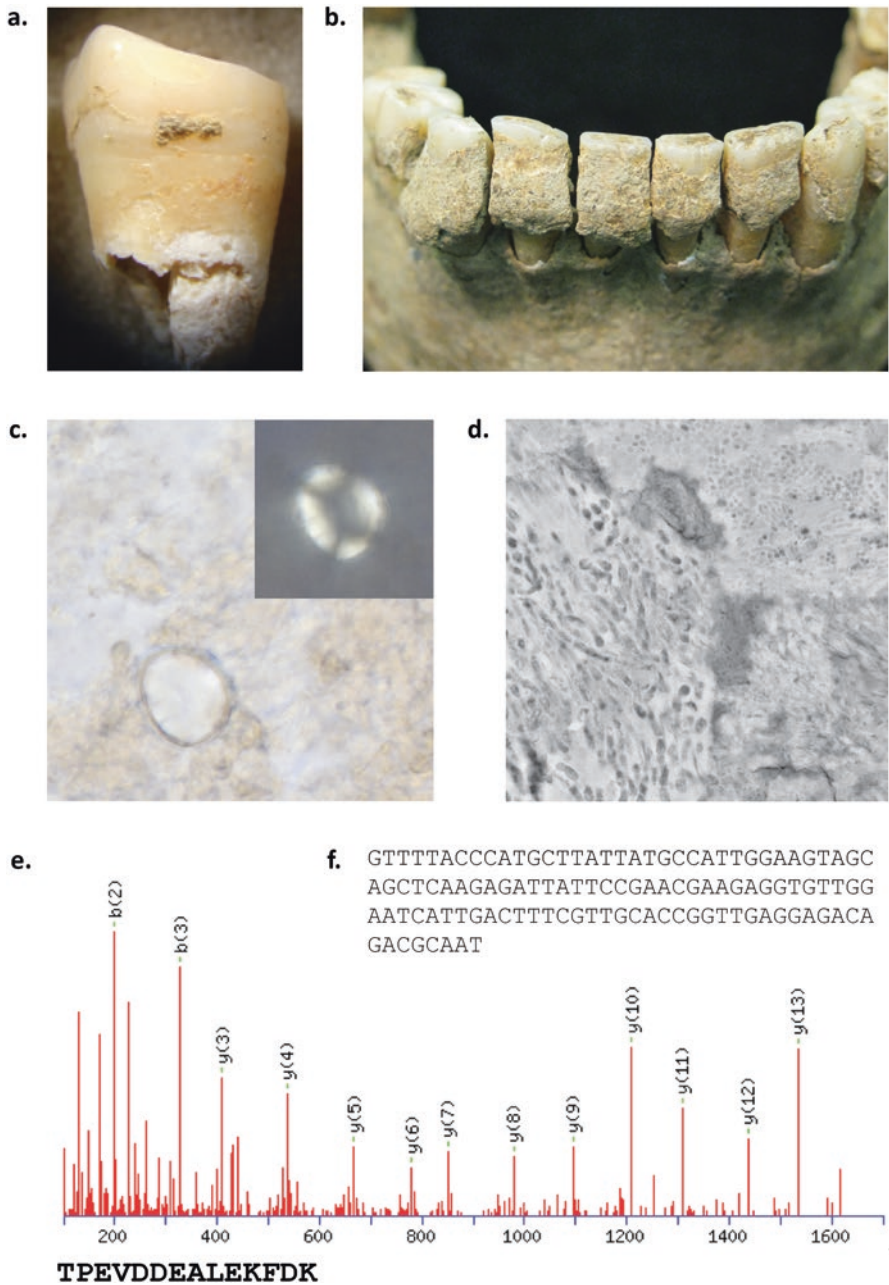 a.
b.
c.
d.
e.
f.
GTTTTACCCATGCTTATTATGCCATTGGAAGTAGC
AGCTCAAGAGATTATTCCGAACGAAGAGGTGTTGG
AATCATTGACTTTCGTTGCACCGGTTGAGGAGACA
GACGCAAT
b(2)
b(3)
y(3)
y(4)
y(5)
y(6)
y(7)
y(8)
y(9)
y(10)
y(11)
y(12)
y(13)
200
400
600
800
1000
1200
1400
1600
TPEVDDEALEKFDK